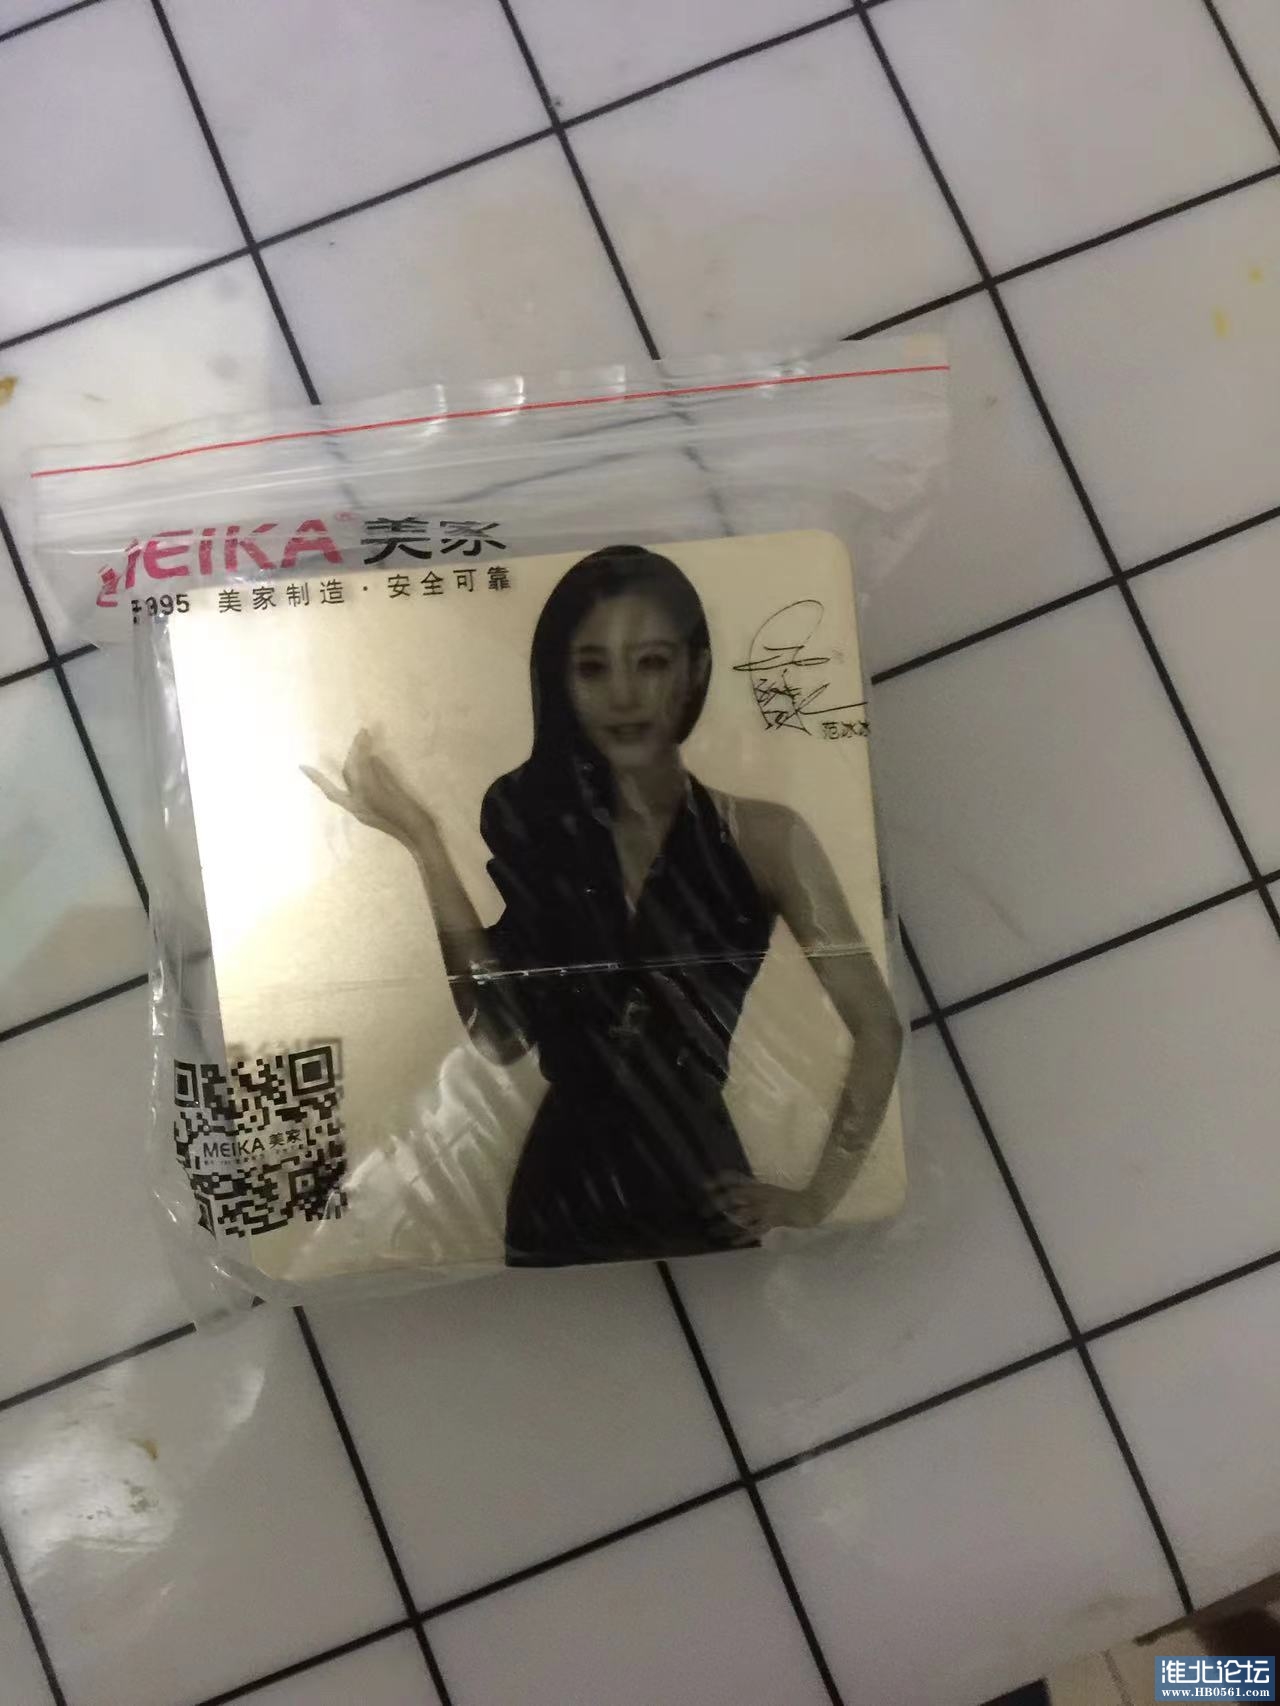 MEIKA® 美家
995 美家制造·安全可靠
范冰冰
MEIKA 美家
淮北论坛
www.HB0561.com